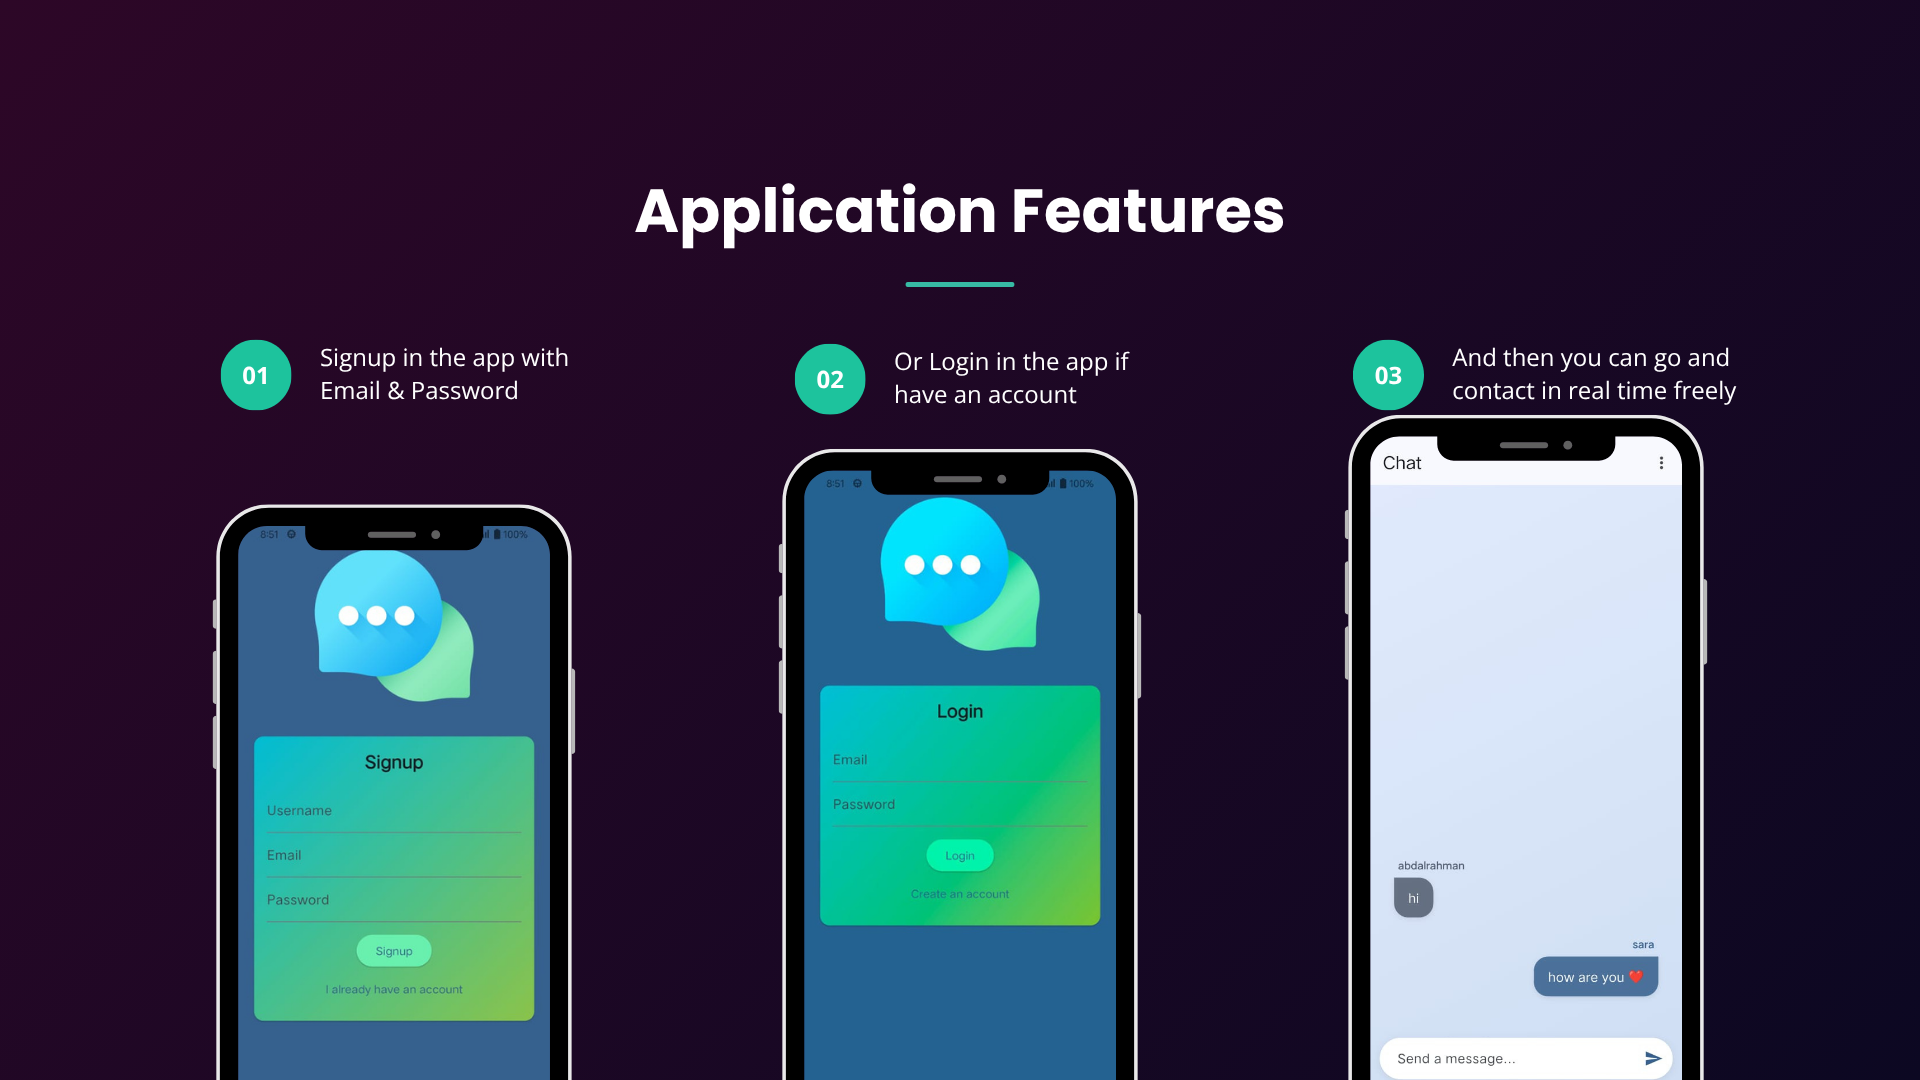 Application Features
01
Signup in the app with
Email & Password
8:51
100%
Signup
Username
Email
Password
Signup
I already have an account
02
Or Login in the app if
have an account
8:51
100%
Login
Email
Password
Login
Create an account
03
And then you can go and
contact in real time freely
Chat
abdalrahman
hi
sara
how are you ❤️
Send a message...